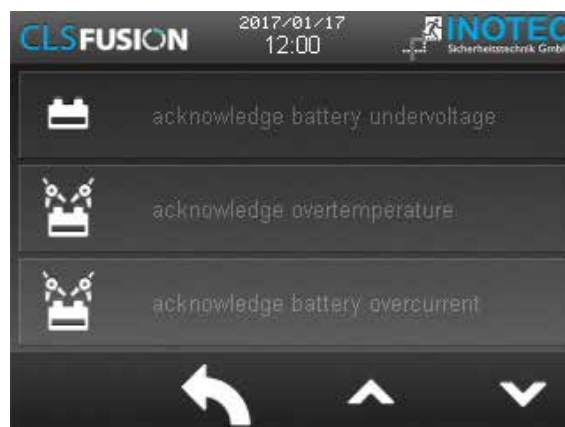 CLSFUSION
2017/01/17
12:00
INOTEC
Sicherheitstechnik GmbH
acknowledge battery undervoltage
acknowledge overtemperature
acknowledge battery overcurrent